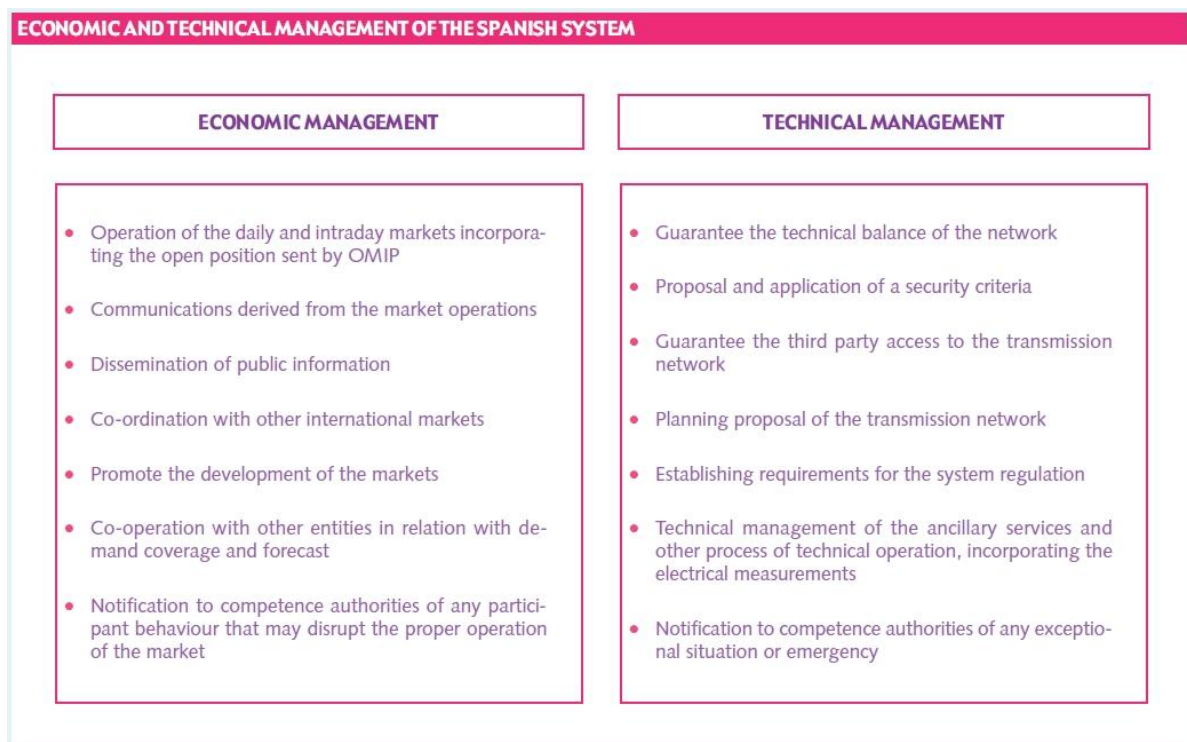 ECONOMIC AND TECHNICAL MANAGEMENT OF THE SPANISH SYSTEM
ECONOMIC MANAGEMENT
• Operation of the daily and intraday markets incorpora-
ting the open position sent by OMIP
• Communications derived from the market operations
• Dissemination of public information
• Co-ordination with other international markets
• Promote the development of the markets
• Co-operation with other entities in relation with de-
mand coverage and forecast
• Notification to competence authorities of any partici-
pant behaviour that may disrupt the proper operation
of the market
TECHNICAL MANAGEMENT
• Guarantee the technical balance of the network
• Proposal and application of a security criteria
• Guarantee the third party access to the transmission
network
• Planning proposal of the transmission network
• Establishing requirements for the system regulation
• Technical management of the ancillary services and
other process of technical operation, incorporating the
electrical measurements
• Notification to competence authorities of any exceptio-
nal situation or emergency